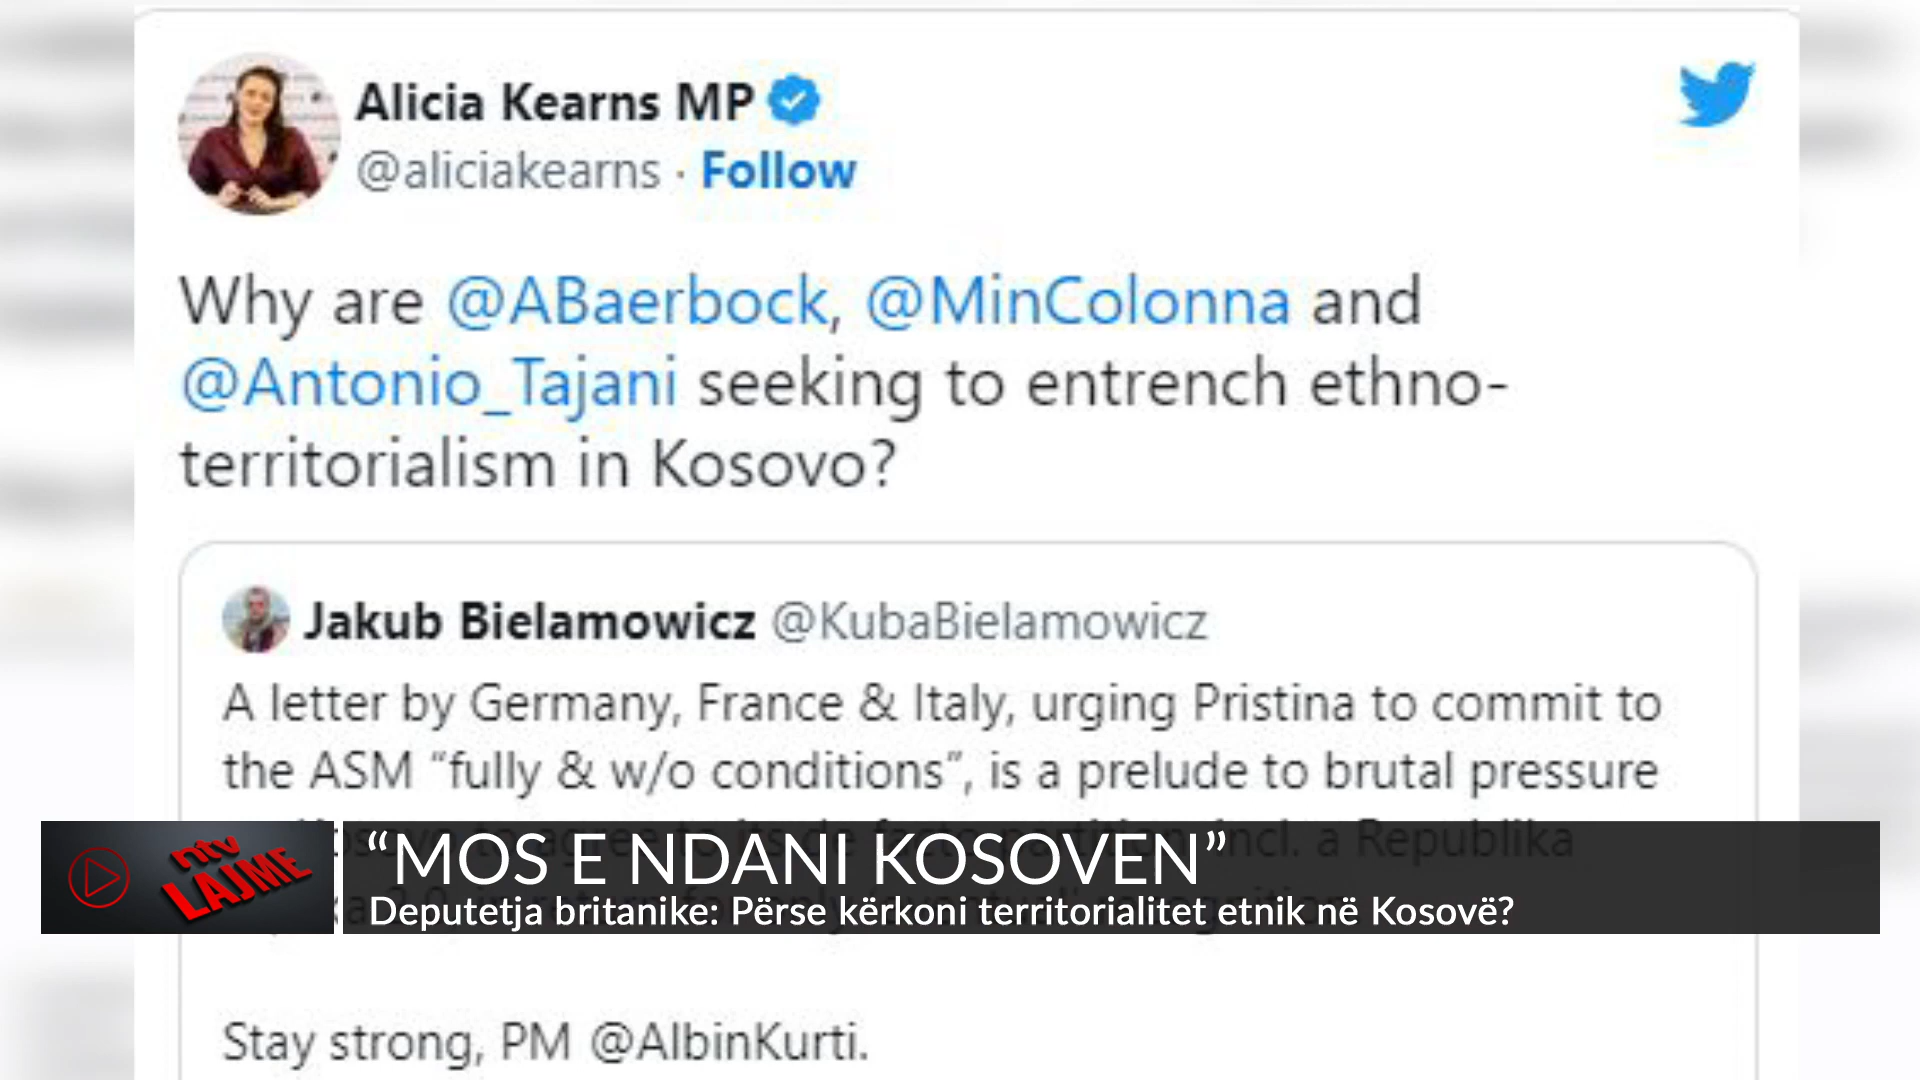 Alicia Kearns MP
@aliciakearns · Follow
Why are @ABaerbock, @MinColonna and
@Antonio_Tajani seeking to entrench ethno-
territorialism in Kosovo?
Jakub Bielamowicz @KubaBielamowicz
A letter by Germany, France & Italy, urging Pristina to commit to
the ASM “fully & w/o conditions”, is a prelude to brutal pressure
incl. a Republika
ntv
LAJME
“MOS E NDANI KOSOVEN”
Deputetja britanike: Përse kërkoni territorialitet etnik në Kosovë?
Stay strong, PM @AlbinKurti.